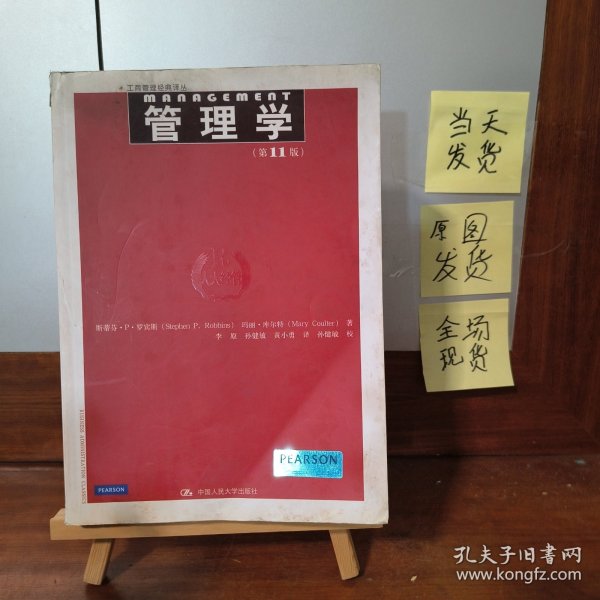 工商管理经典译丛
MANAGEMENT
管理学
(第11版)
斯蒂芬·P·罗宾斯 (Stephen P. Robbins) 玛丽·库尔特 (Mary Coulter) 著
李原 孙健敏 黄小勇 译 孙健敏 校
BUSINESS ADMINISTRATION CLASSICS
PEARSON
PEARSON
中国人民大学出版社
当天
发货
原图
发货
全场
现货
孔夫子旧书网
www.kongfz.com